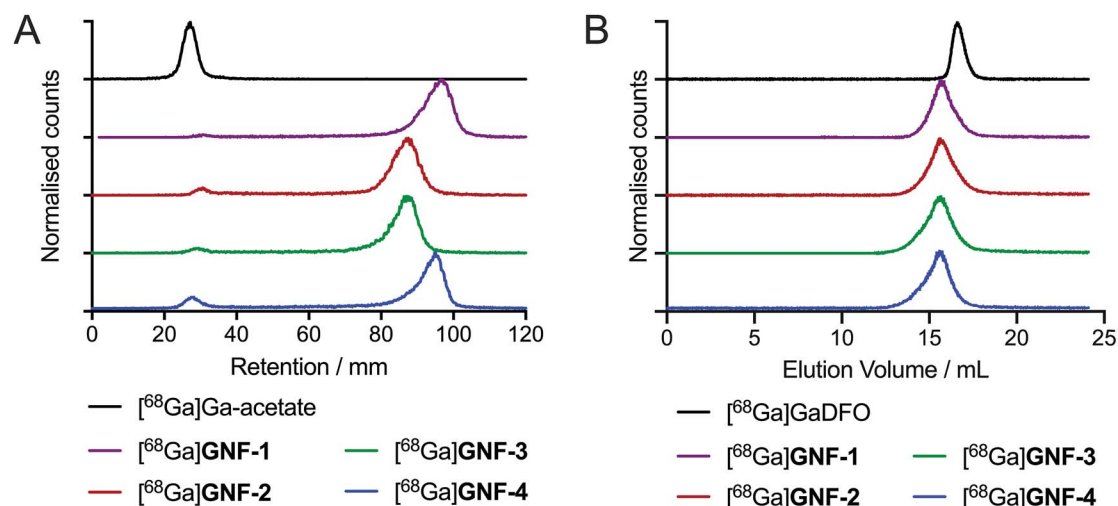 A
Normalised counts
0 20 40 60 80 100 120
Retention / mm
[⁶⁸Ga]Ga-acetate
[⁶⁸Ga]GNF-1 [⁶⁸Ga]GNF-3
[⁶⁸Ga]GNF-2 [⁶⁸Ga]GNF-4
B
Normalised counts
0 5 10 15 20 25
Elution Volume / mL
[⁶⁸Ga]GaDFO
[⁶⁸Ga]GNF-1 [⁶⁸Ga]GNF-3
[⁶⁸Ga]GNF-2 [⁶⁸Ga]GNF-4